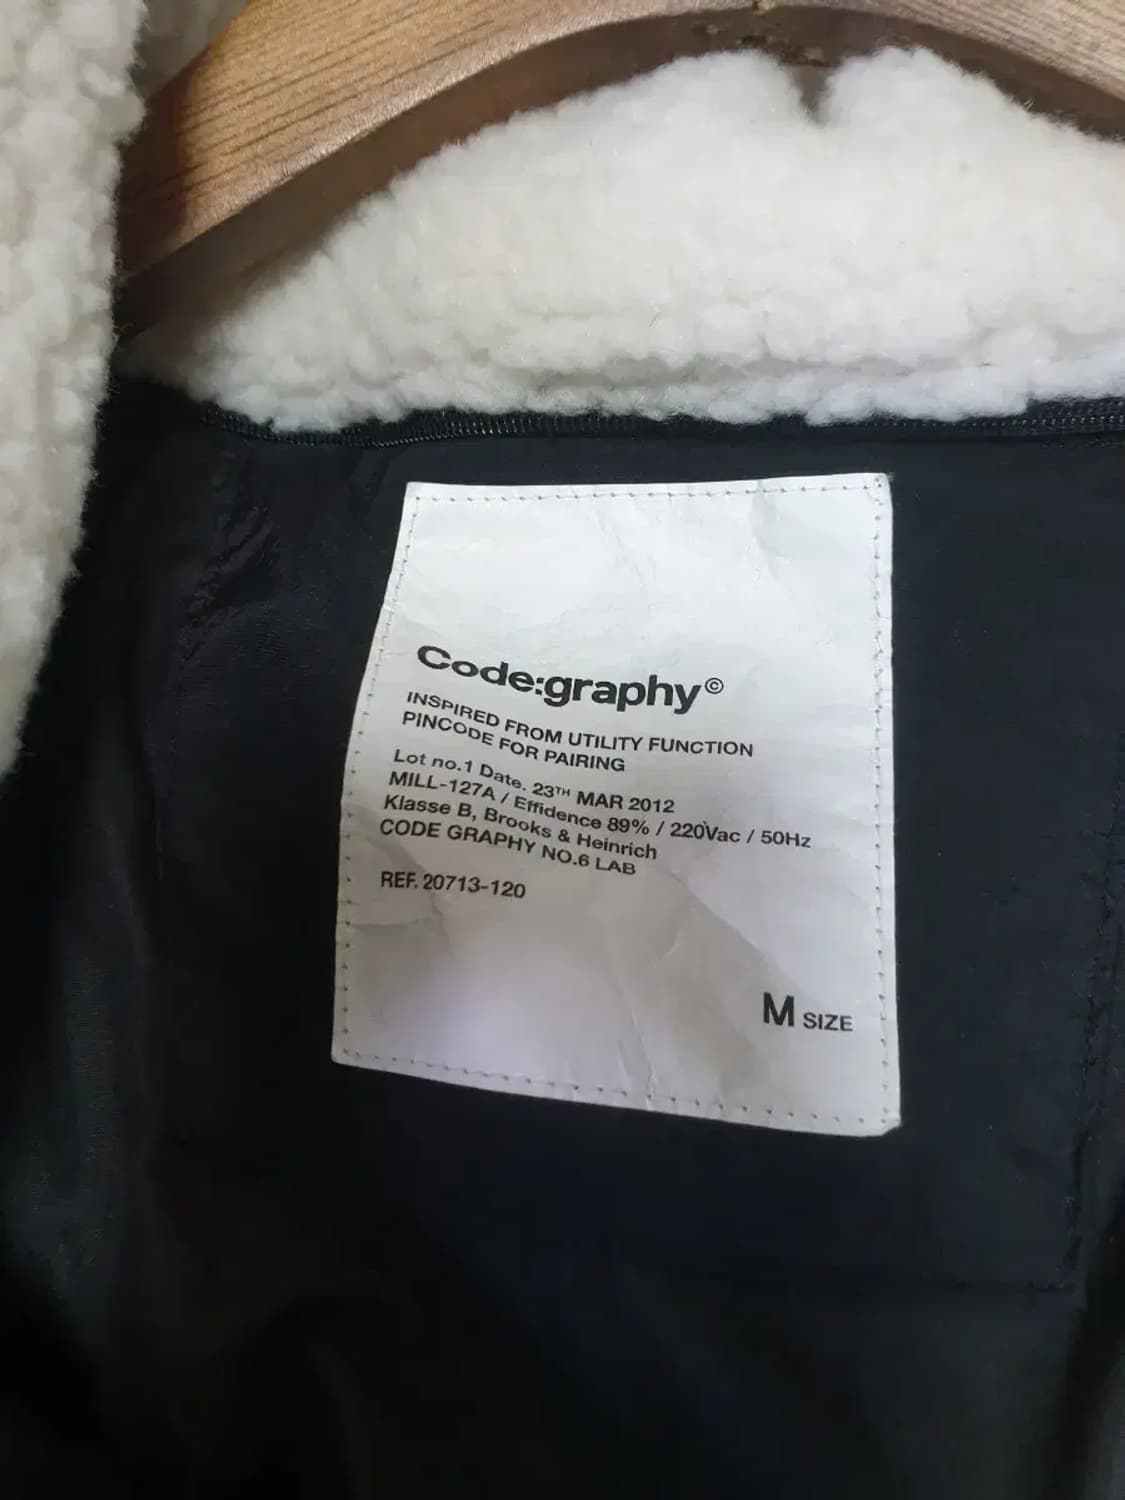 Code:graphy©
INSPIRED FROM UTILITY FUNCTION
PINCODE FOR PAIRING
Lot no.1 Date. 23TH MAR 2012
MILL-127A / Effidence 89% / 220Vac / 50Hz
Klasse B, Brooks & Heinrich
CODE GRAPHY NO.6 LAB
REF. 20713-120
M SIZE